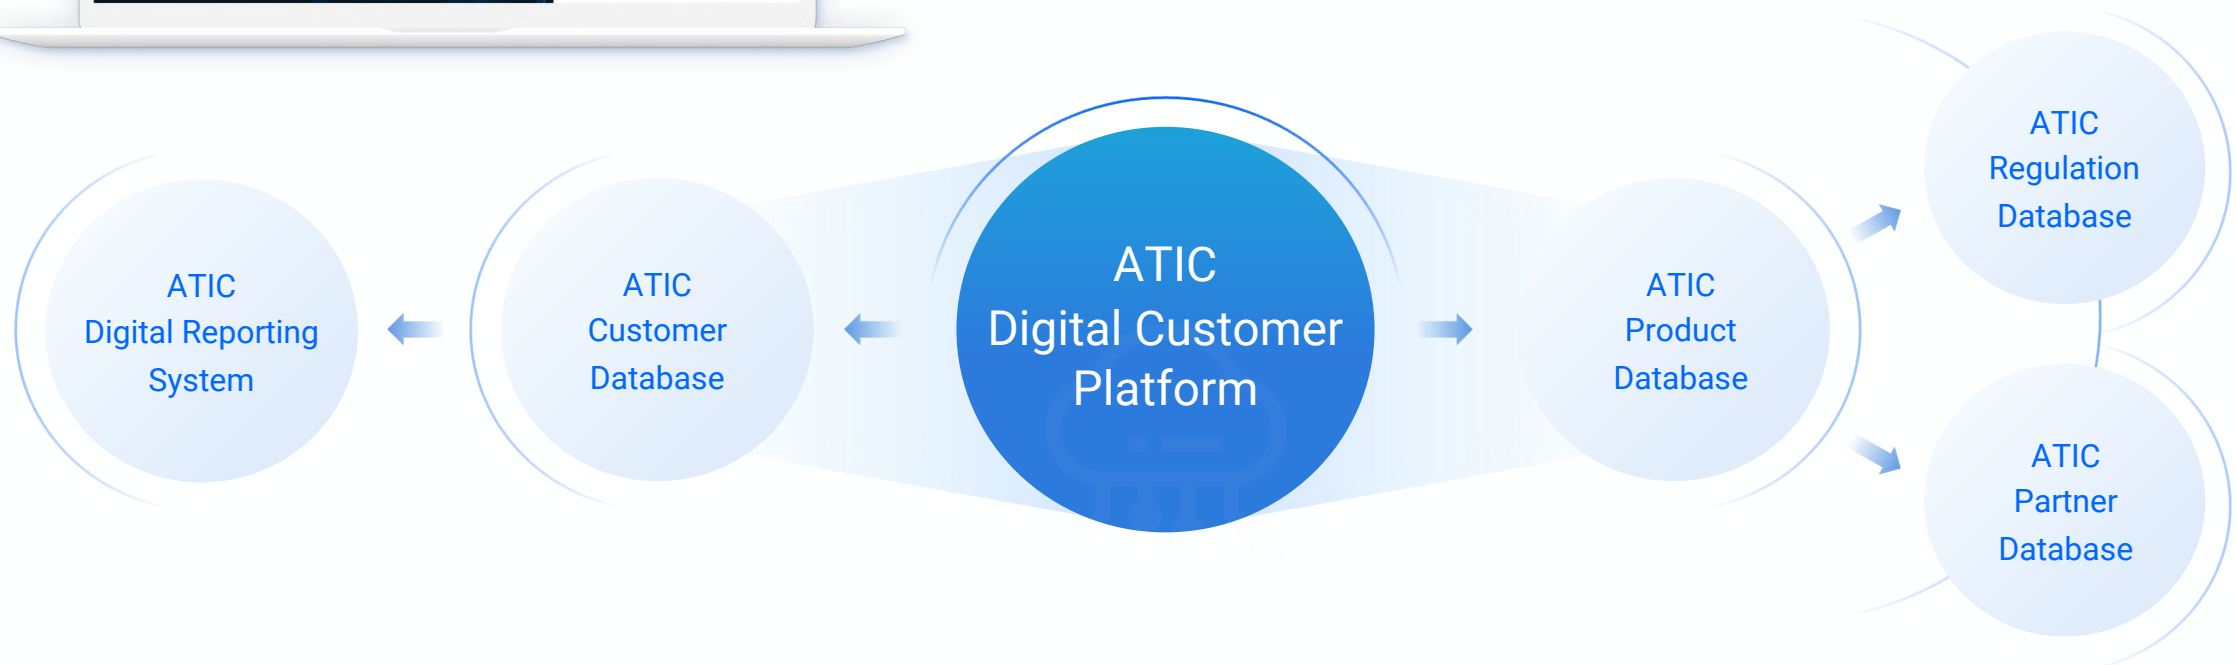 ATIC
Digital Reporting
System
ATIC
Customer
Database
ATIC
Digital Customer
Platform
ATIC
Product
Database
ATIC
Regulation
Database
ATIC
Partner
Database